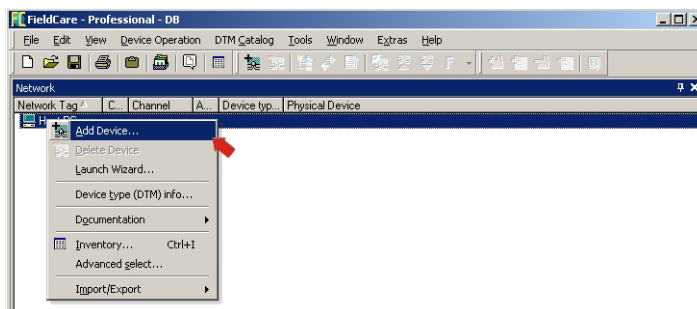 FieldCare - Professional - DB
File Edit View Device Operation DTM Catalog Tools Window Extras Help
Network
Network Tag C... Channel A... Device typ... Physical Device
Add Device...
Delete Device
Launch Wizard...
Device type (DTM) info...
Documentation
Inventory... Ctrl+I
Advanced select...
Import/Export